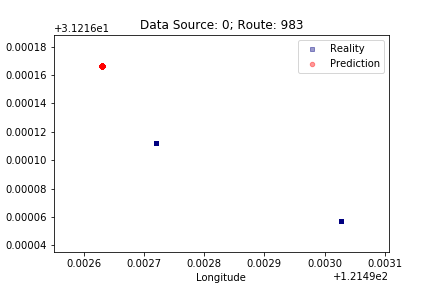 Data Source: 0; Route: 983
+3.1216e1
Reality
Prediction
0.00018
0.00016
0.00014
0.00012
0.00010
0.00008
0.00006
0.00004
0.0026 0.0027 0.0028 0.0029 0.0030 0.0031
Longitude
+1.2149e2